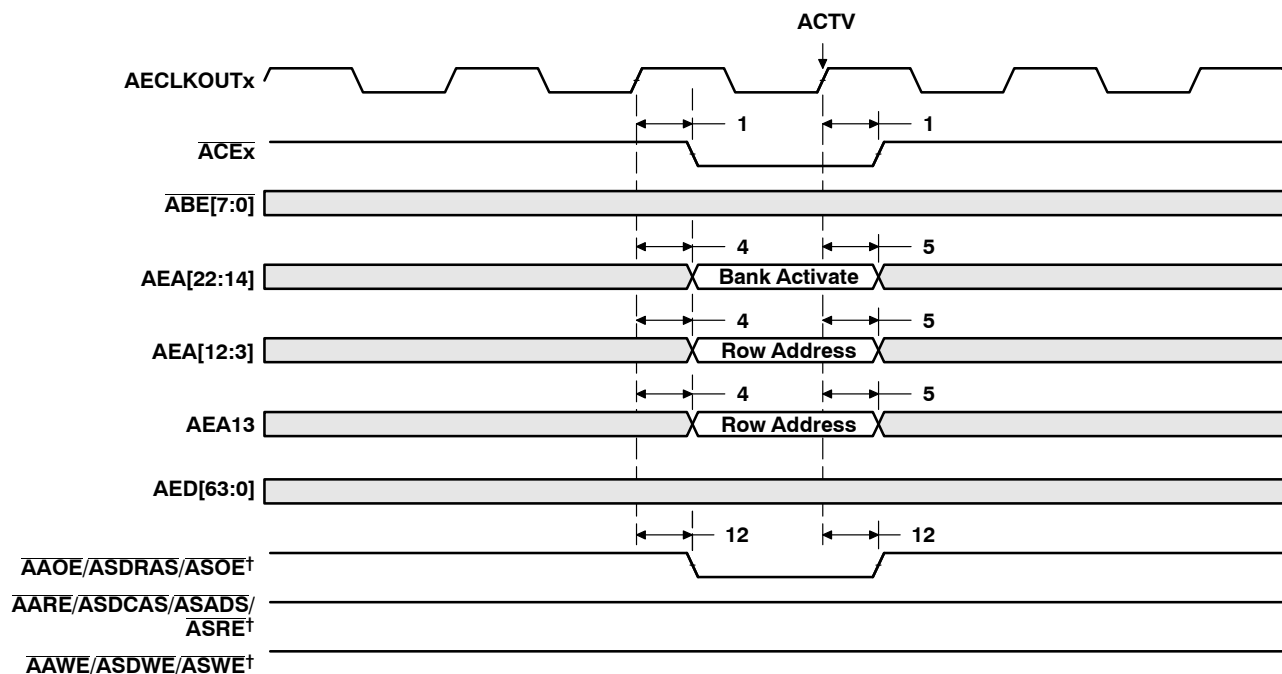 ACTV
AECLKOUTx
1 1
ACEx
ABE[7:0]
4 5
AEA[22:14] Bank Activate
4 5
AEA[12:3] Row Address
4 5
AEA13 Row Address
AED[63:0]
12 12
AAOE/ASDRAS/ASOE†
AARE/ASDCAS/ASADS/
ASRE†
AAWE/ASDWE/ASWE†